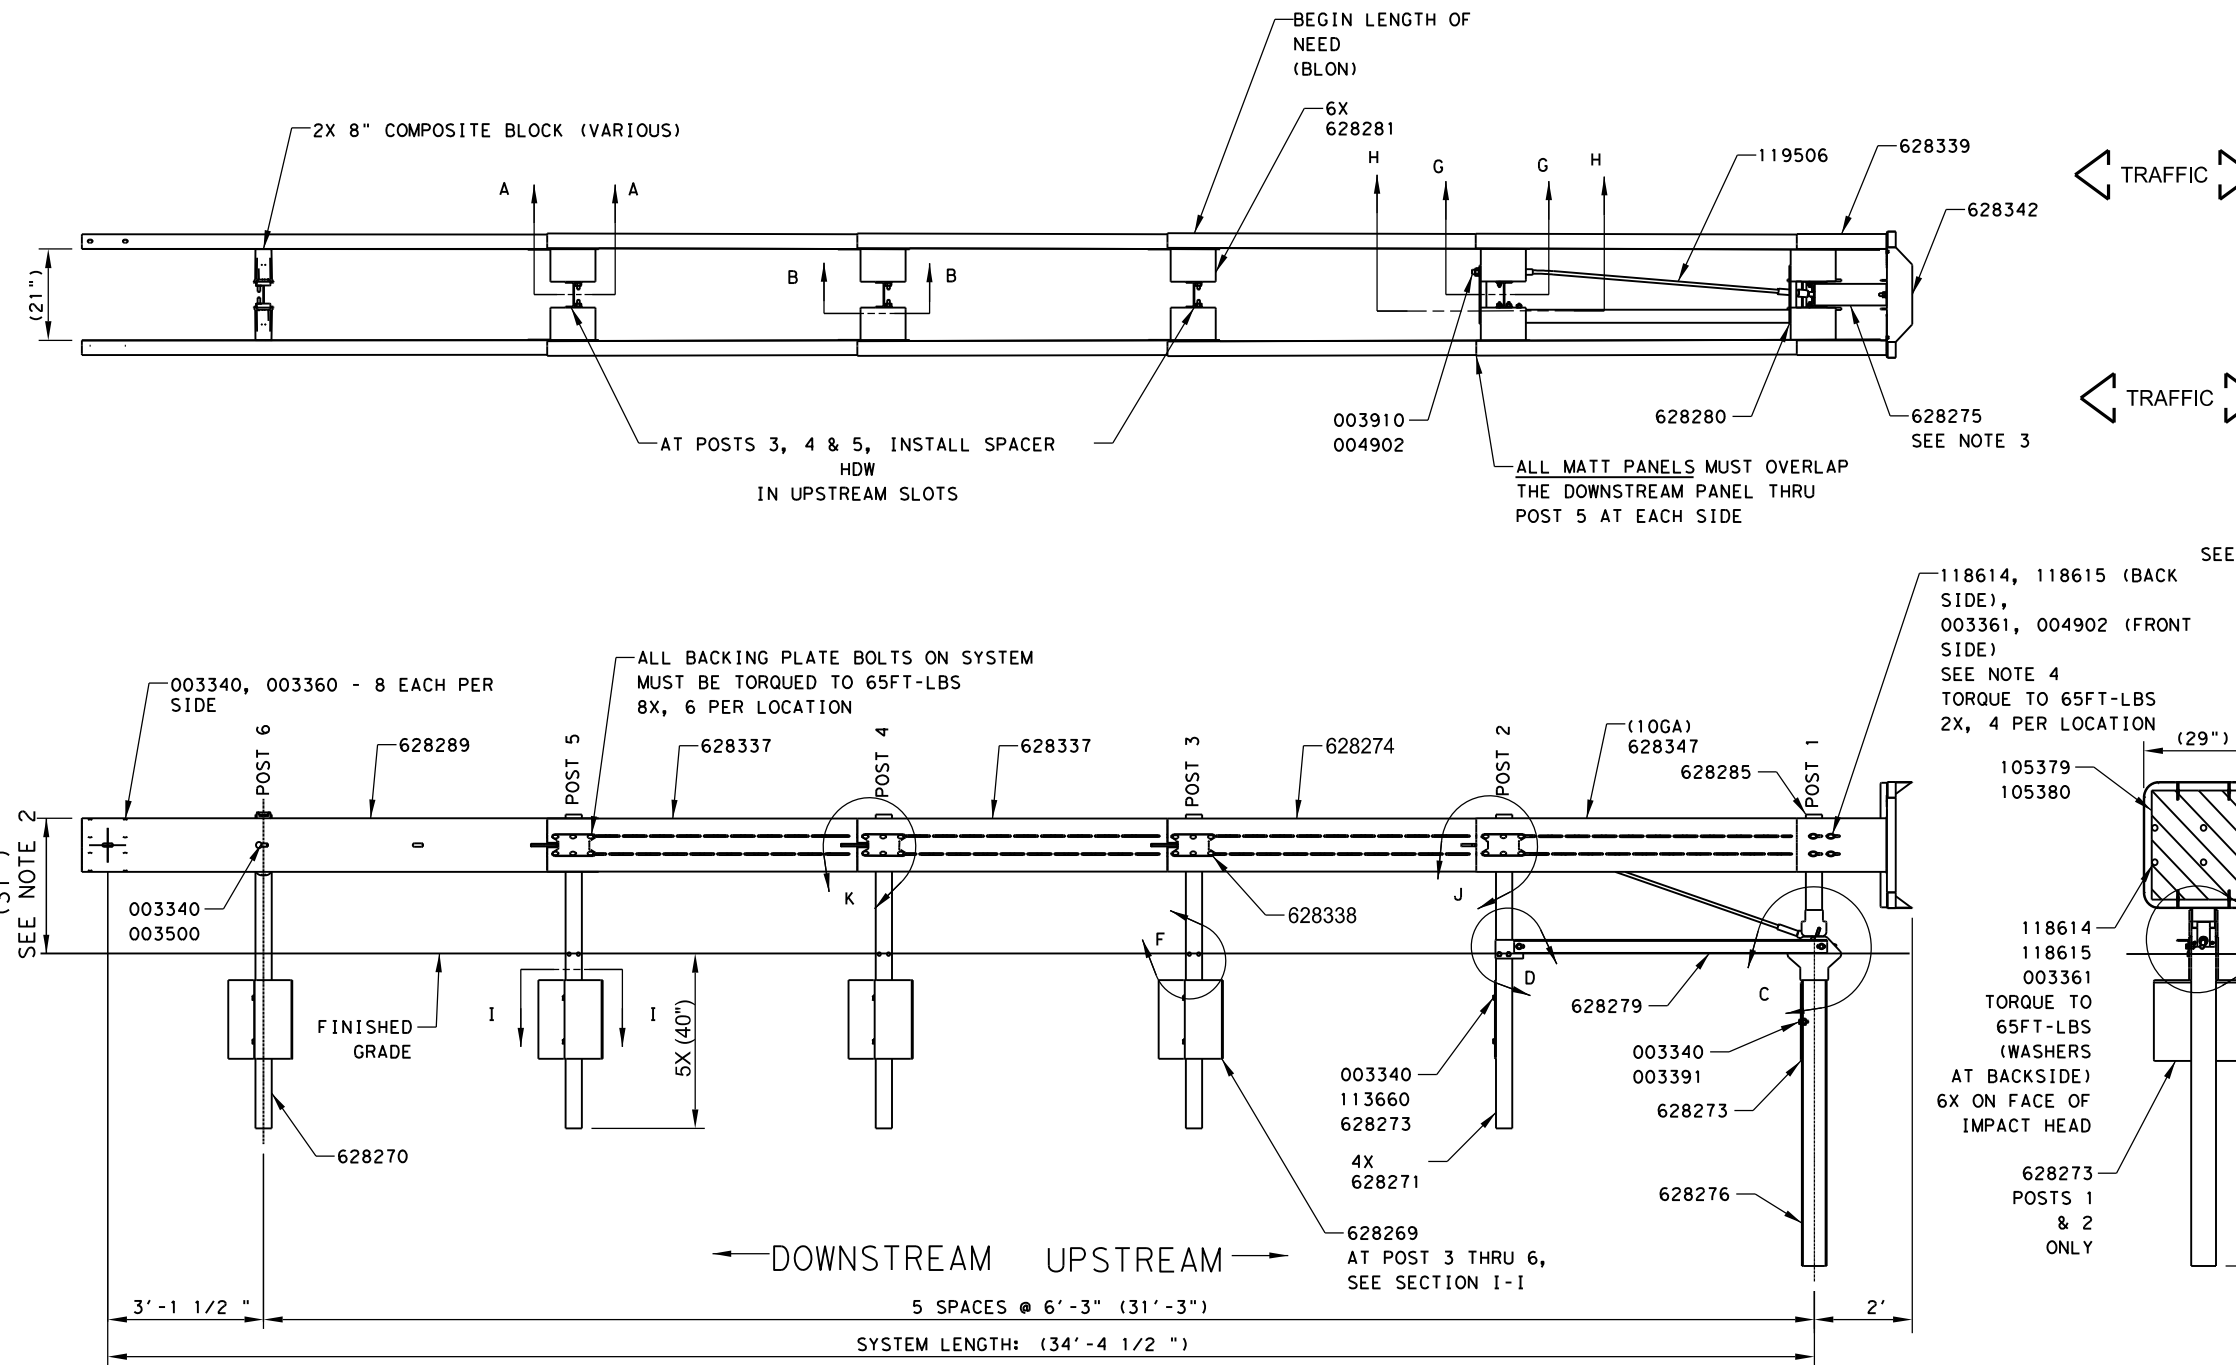 BEGIN LENGTH OF
NEED
(BLON)
2X 8" COMPOSITE BLOCK (VARIOUS)
6X
628281
A
A
B
B
H
G
G
H
119506
628339
TRAFFIC
628342
(21")
003910
004902
628280
628275
SEE NOTE 3
TRAFFIC
AT POSTS 3, 4 & 5, INSTALL SPACER
HDW
IN UPSTREAM SLOTS
ALL MATT PANELS MUST OVERLAP
THE DOWNSTREAM PANEL THRU
POST 5 AT EACH SIDE
SEE
118614, 118615 (BACK
SIDE),
003361, 004902 (FRONT
SIDE)
SEE NOTE 4
TORQUE TO 65FT-LBS
2X, 4 PER LOCATION
ALL BACKING PLATE BOLTS ON SYSTEM
MUST BE TORQUED TO 65FT-LBS
8X, 6 PER LOCATION
003340, 003360 - 8 EACH PER
SIDE
POST 6
628289
POST 5
628337
POST 4
628337
POST 3
628274
POST 2
(10GA)
628347
628285
POST 1
(29")
105379
105380
SEE NOTE 2
003340
003500
K
628338
J
F
D
C
118614
118615
003361
TORQUE TO
65FT-LBS
(WASHERS
AT BACKSIDE)
6X ON FACE OF
IMPACT HEAD
FINISHED
GRADE
I
I
5X (40")
628279
003340
113660
628273
003340
003391
628273
628270
4X
628271
628276
628273
POSTS 1
& 2
ONLY
628269
AT POST 3 THRU 6,
SEE SECTION I-I
DOWNSTREAM
UPSTREAM
3'-1 1/2 "
5 SPACES @ 6'-3" (31'-3")
2'
SYSTEM LENGTH: (34'-4 1/2 ")